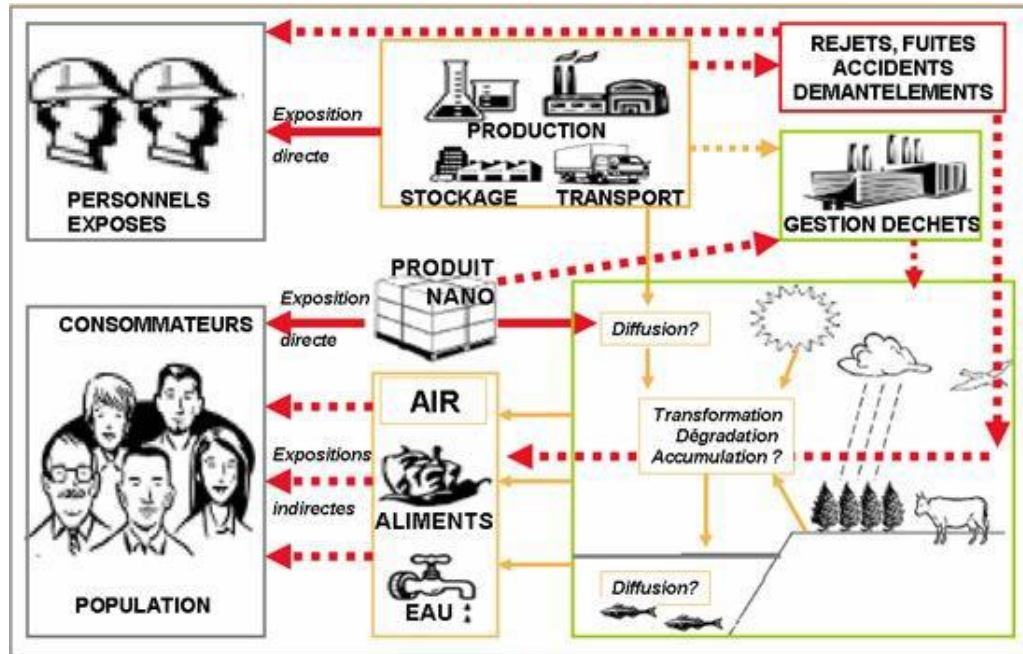 REJETS, FUITES
ACCIDENTS
DEMANTELEMENTS
Exposition
directe
PRODUCTION
STOCKAGE
TRANSPORT
PERSONNELS
EXPOSES
GESTION DECHETS
PRODUIT
NANO
Exposition
directe
CONSOMMATEURS
Diffusion?
AIR
Transformation
Dégradation
Accumulation ?
Expositions
indirectes
ALIMENTS
Diffusion?
EAU
POPULATION